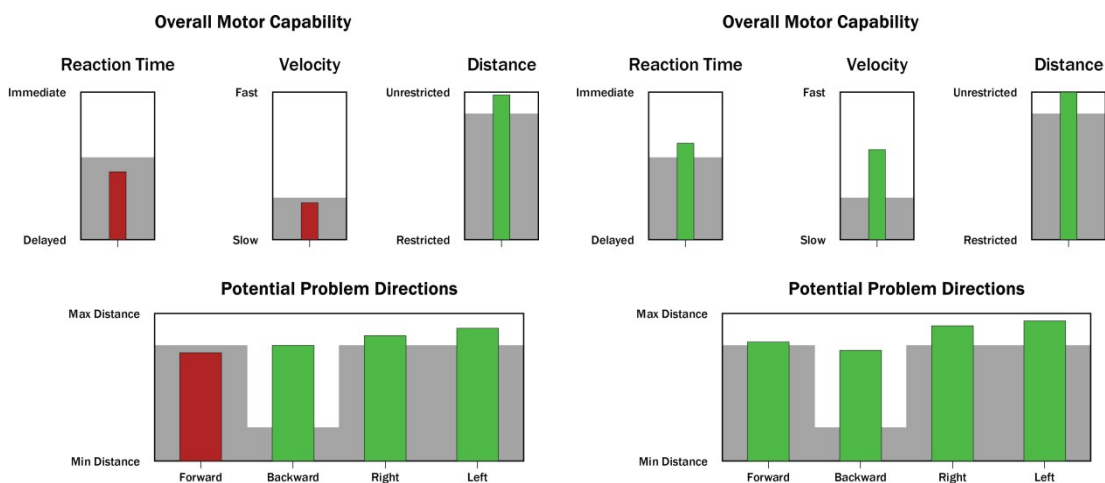 Overall Motor Capability
Reaction Time Velocity Distance
Immediate Fast Unrestricted
Delayed Slow Restricted
Potential Problem Directions
Max Distance
Min Distance
Forward Backward Right Left
Overall Motor Capability
Reaction Time Velocity Distance
Immediate Fast Unrestricted
Delayed Slow Restricted
Potential Problem Directions
Max Distance
Min Distance
Forward Backward Right Left